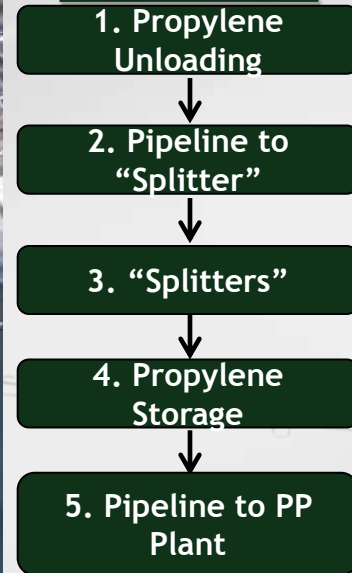 1. Propylene
Unloading
2. Pipeline to
“Splitter”
3. “Splitters”
4. Propylene
Storage
5. Pipeline to PP
Plant